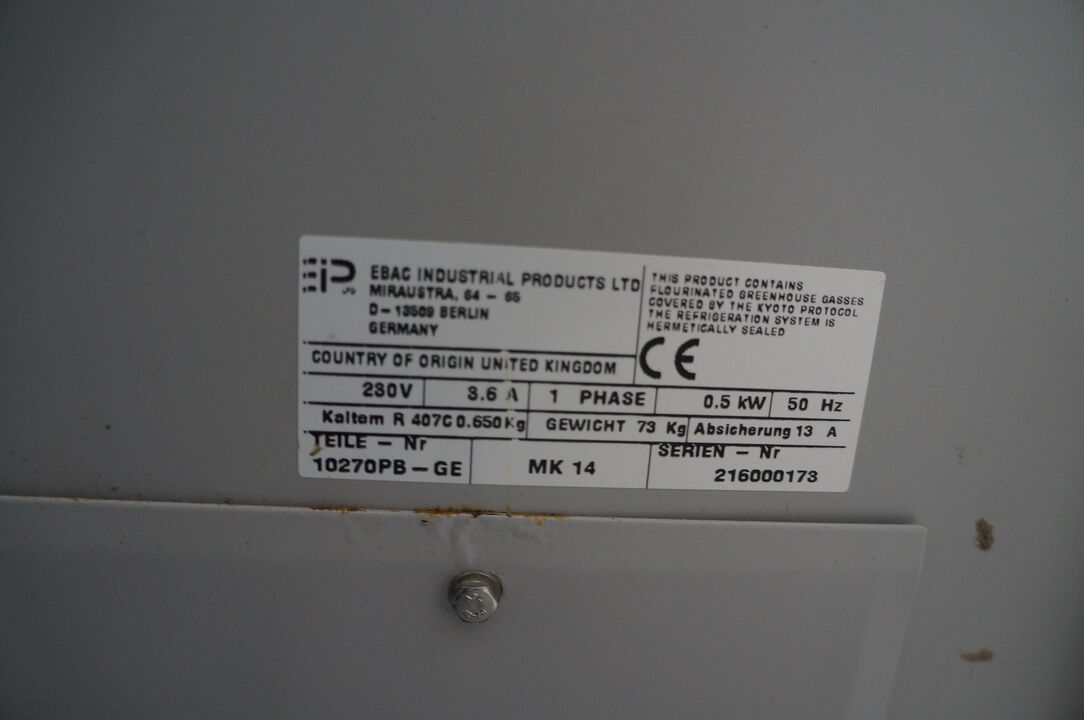 EIP LTD
EBAC INDUSTRIAL PRODUCTS LTD
MIRAUSTRA, 64 – 65
D – 13509 BERLIN
GERMANY
THIS PRODUCT CONTAINS
FLOURINATED GREENHOUSE GASSES
COVERED BY THE KYOTO PROTOCOL
THE REFRIGERATION SYSTEM IS
HERMETICALLY SEALED
CE
COUNTRY OF ORIGIN UNITED KINGDOM
230V 3.6 A 1 PHASE 0.5 kW 50 Hz
Kaltem R 407C 0.650Kg GEWICHT 73 Kg Absicherung 13 A
TEILE – Nr
10270PB – GE
MK 14
SERIEN – Nr
216000173